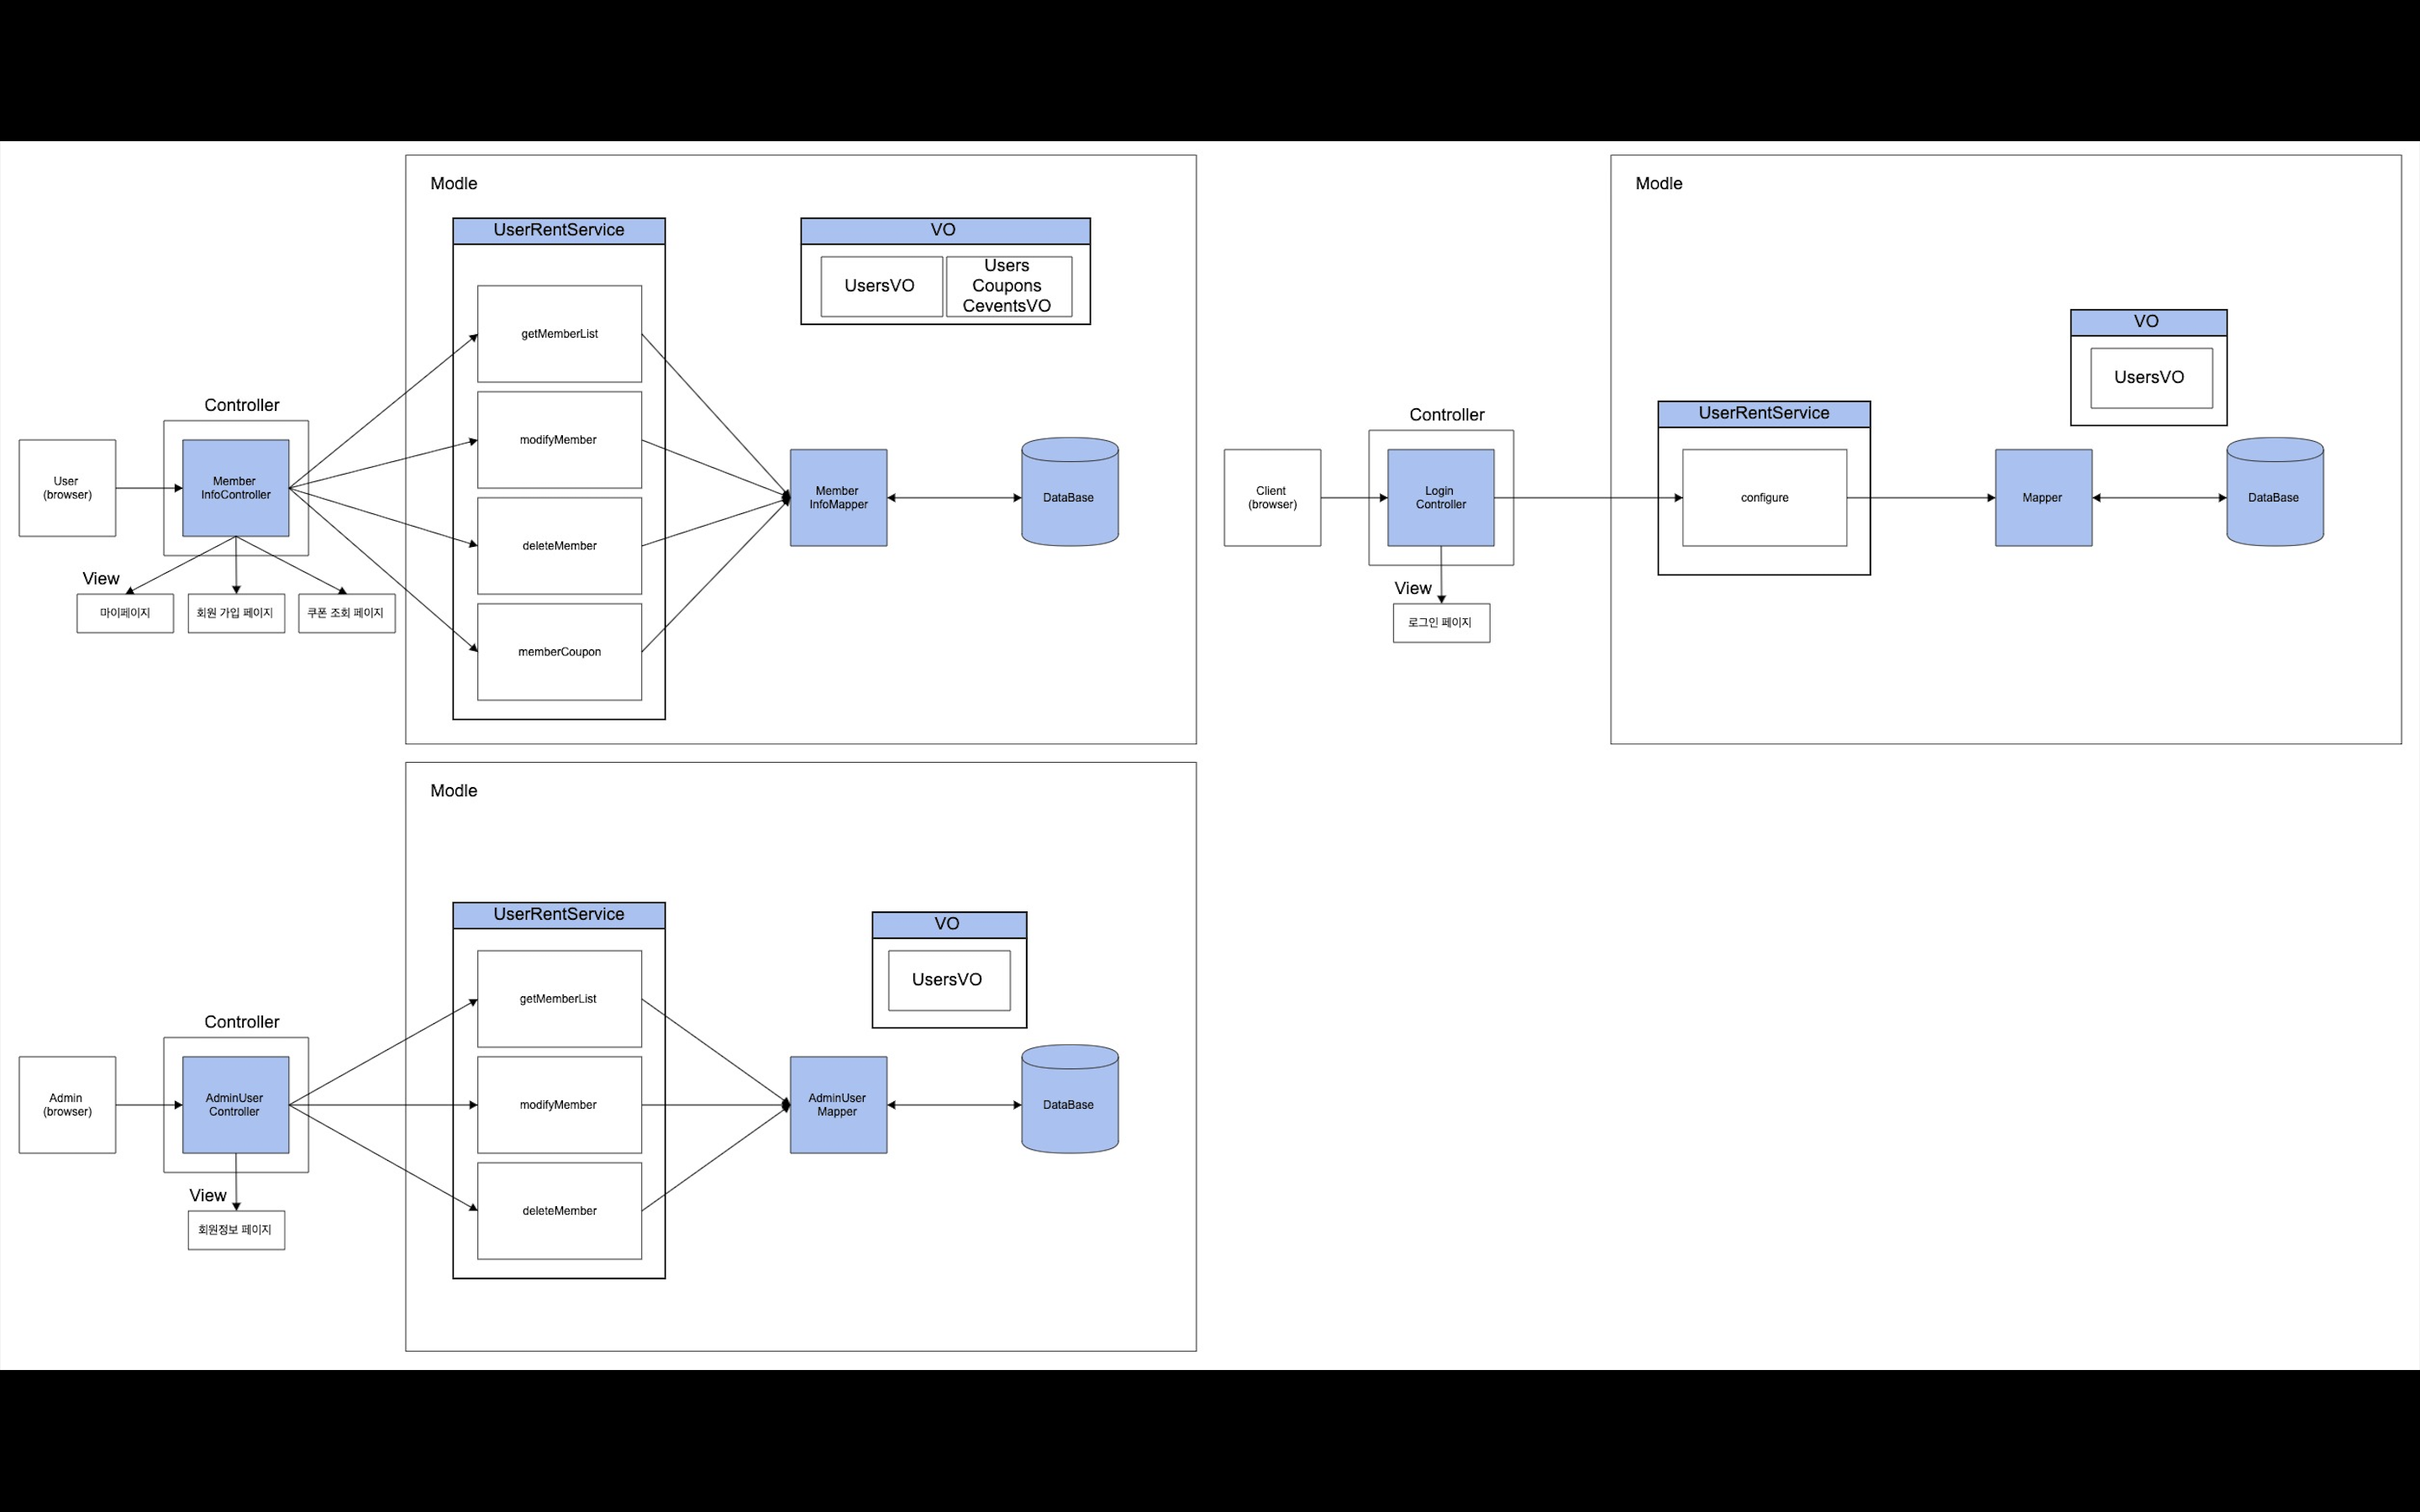 Modle
UserRentService
VO
UsersVO
Users
Coupons
CeventsVO
getMemberList
modifyMember
deleteMember
memberCoupon
Controller
User
(browser)
Member
InfoController
Member
InfoMapper
DataBase
View
마이페이지
회원 가입 페이지
쿠폰 조회 페이지
Modle
VO
UsersVO
UserRentService
Controller
Client
(browser)
Login
Controller
configure
Mapper
DataBase
View
로그인 페이지
Modle
UserRentService
VO
UsersVO
getMemberList
modifyMember
deleteMember
Controller
Admin
(browser)
AdminUser
Controller
AdminUser
Mapper
DataBase
View
회원정보 페이지